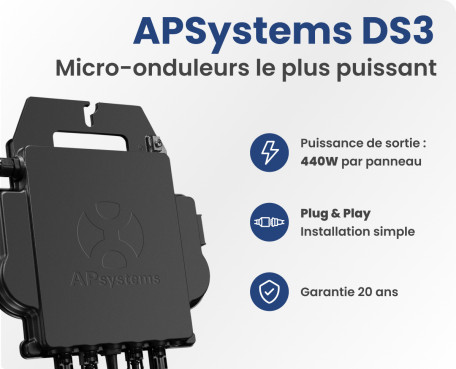 APSystems DS3
Micro-onduleurs le plus puissant
Puissance de sortie :
440W par panneau
Plug & Play
Installation simple
Garantie 20 ans
APsystems